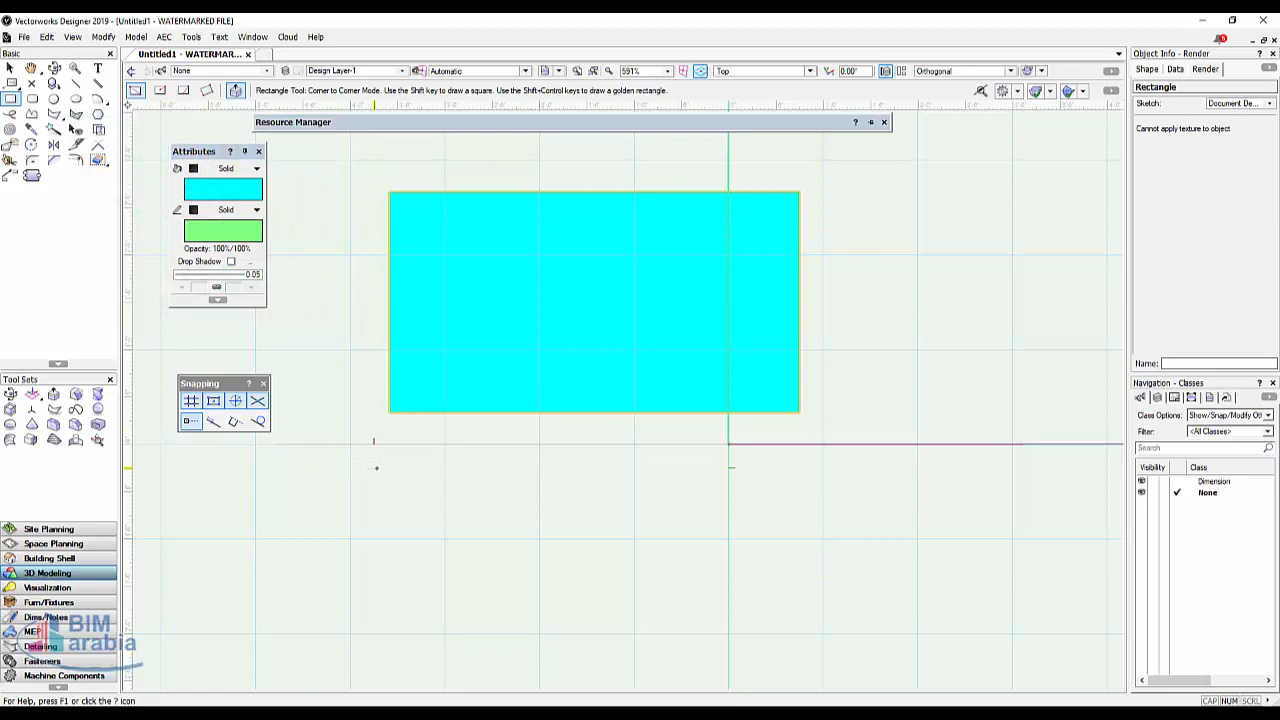 Vectorworks Designer 2019 - [Untitled1 - WATERMARKED FILE]
File Edit View Modify Model AEC Tools Text Window Cloud Help
Basic
Untitled1 - WATERMAR...
None
Design Layer-1
Automatic
591%
Top
0.00°
Orthogonal
Rectangle Tool: Corner to Corner Mode. Use the Shift key to draw a square. Use the Shift+Control keys to draw a golden rectangle.
Resource Manager
Attributes
Solid
Solid
Opacity: 100%/100%
Drop Shadow
0.05
Snapping
Tool Sets
Site Planning
Space Planning
Building Shell
3D Modeling
Visualization
Furn/Fixtures
Dims/Notes
MEP
Detailing
Fasteners
Machine Components
BIM
arabia
Object Info - Render
Shape Data Render
Rectangle
Sketch: Document De...
Cannot apply texture to object
Name:
Navigation - Classes
Class Options: Show/Snap/Modify Ot
Filter: <All Classes>
Search
Visibility Class
Dimension
None
For Help, press F1 or click the ? icon
CAP NUM SCRL